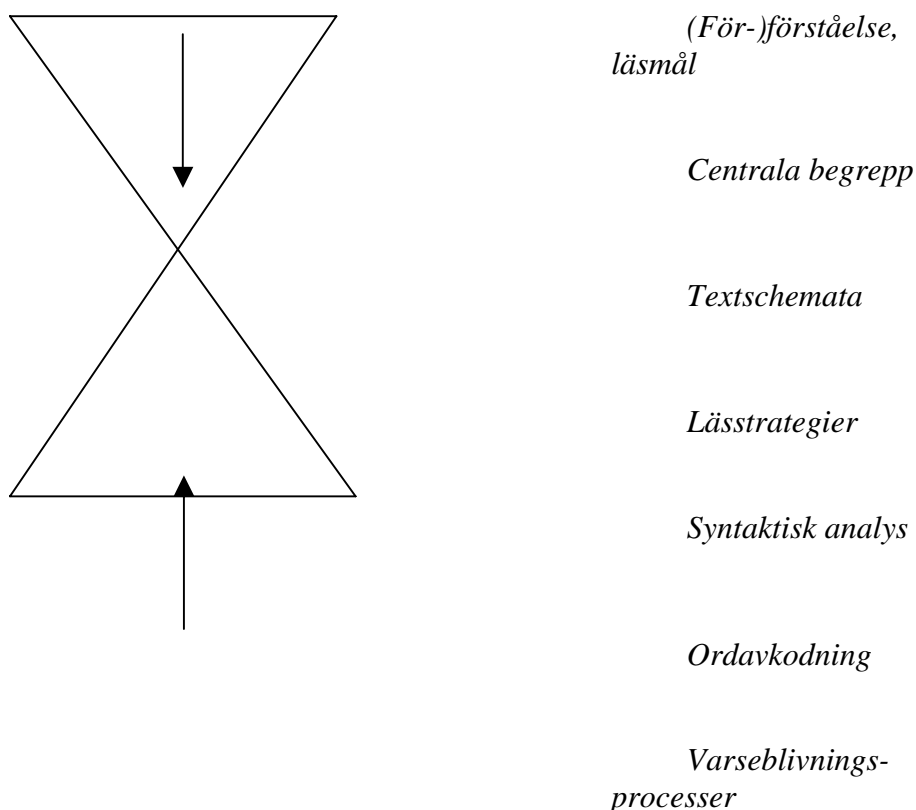 (För-)förståelse,
läsmål
Centrala begrepp
Textschemata
Lässtrategier
Syntaktisk analys
Ordavkodning
Varseblivnings-
processer